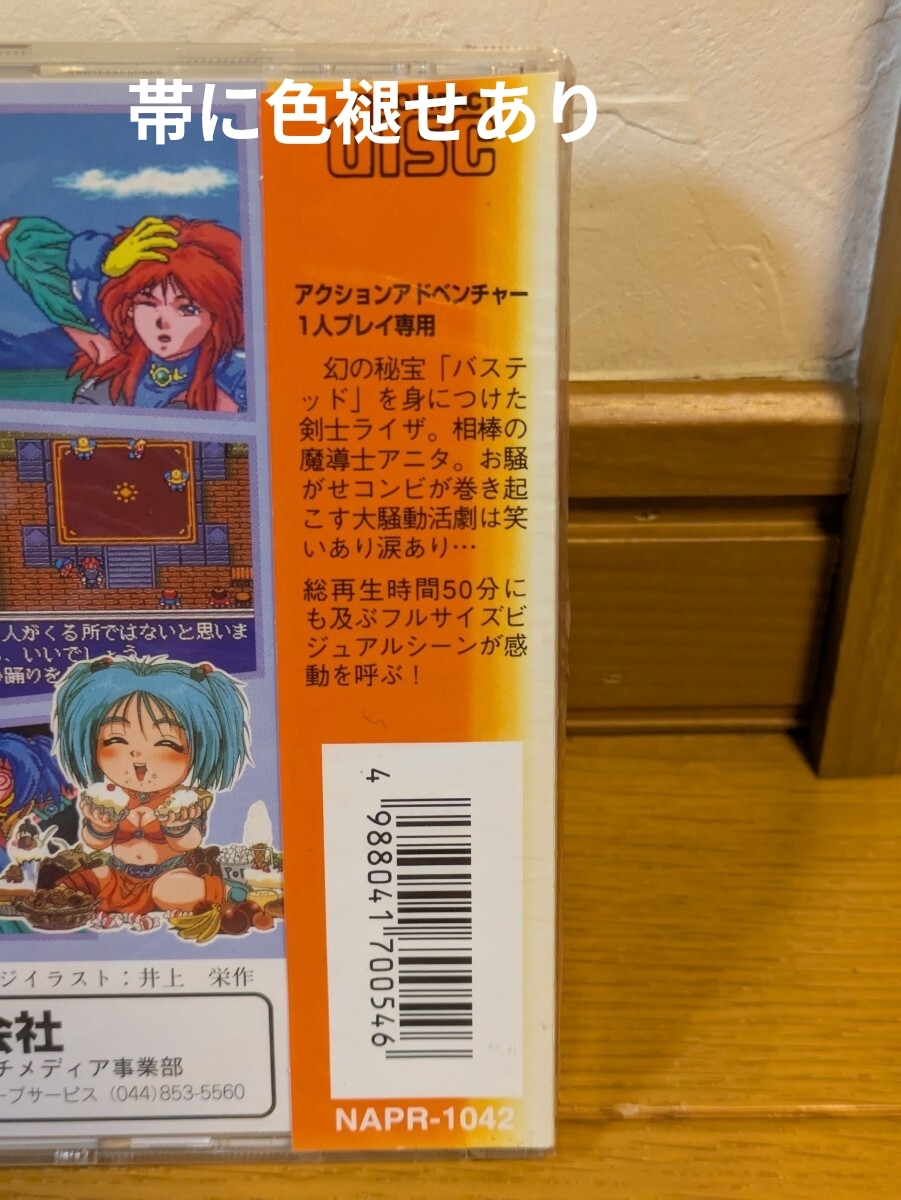 帯に色褪せあり
DISC
アクションアドベンチャー
1人プレイ専用
幻の秘宝「バステ
ッド」を身につけた
剣士ライザ。相棒の
魔導士アニタ。お騒
がせコンビが巻き起
こす大騒動活劇は笑
いあり涙あり…
総再生時間50分に
も及ぶフルサイズビ
ジュアルシーンが感
動を呼ぶ!
人がくる所ではないと思いま
、いいでしょう
踊りを
ジイラスト:井上 栄作
会社
チメディア事業部
ープサービス (044)853-5560
4 988041 700546
NAPR-1042